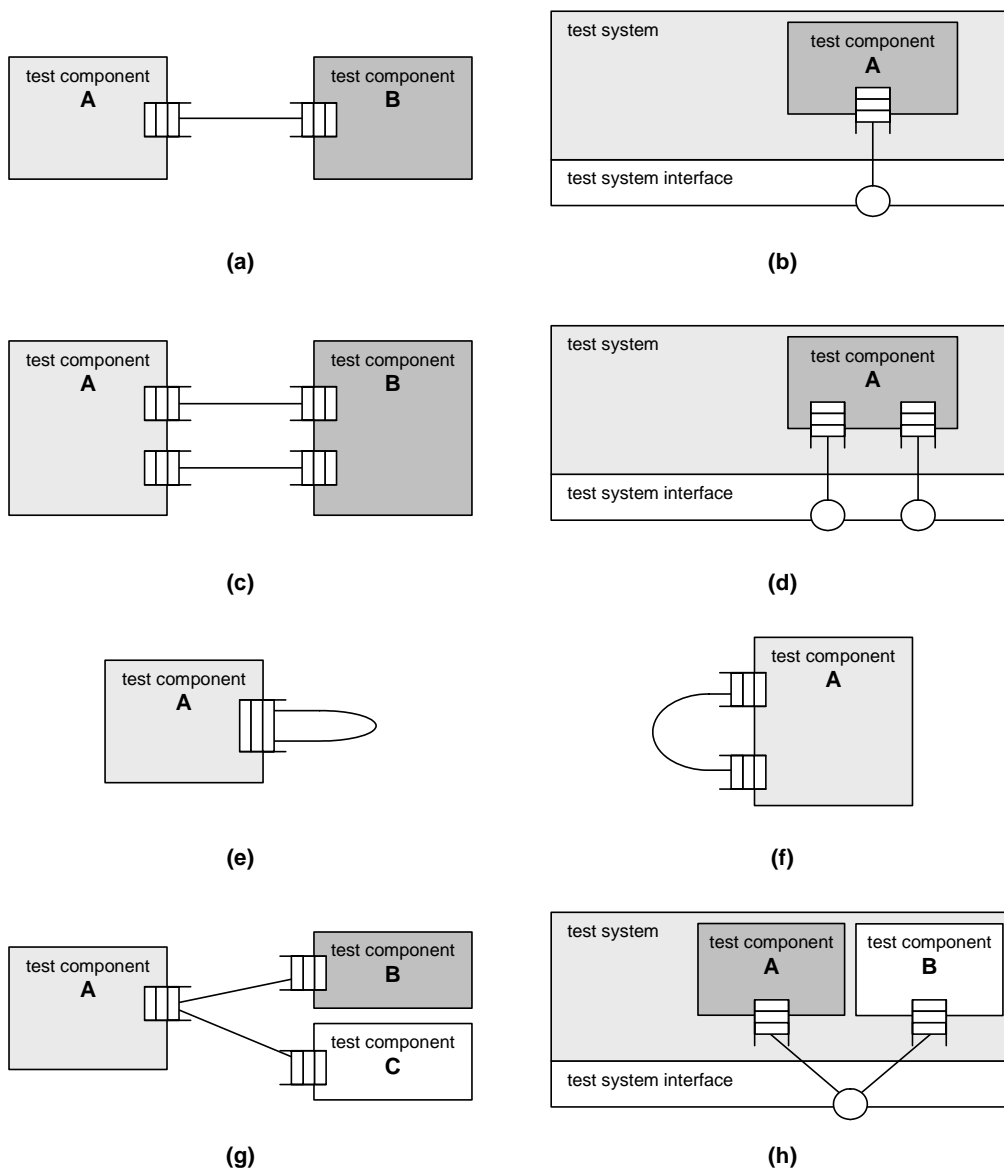 test component
A
test component
B
(a)
test system
test component
A
test system interface
(b)
test component
A
test component
B
(c)
test system
test component
A
test system interface
(d)
test component
A
(e)
test component
A
(f)
test component
A
test component
B
test component
C
(g)
test system
test component
A
test component
B
test system interface
(h)